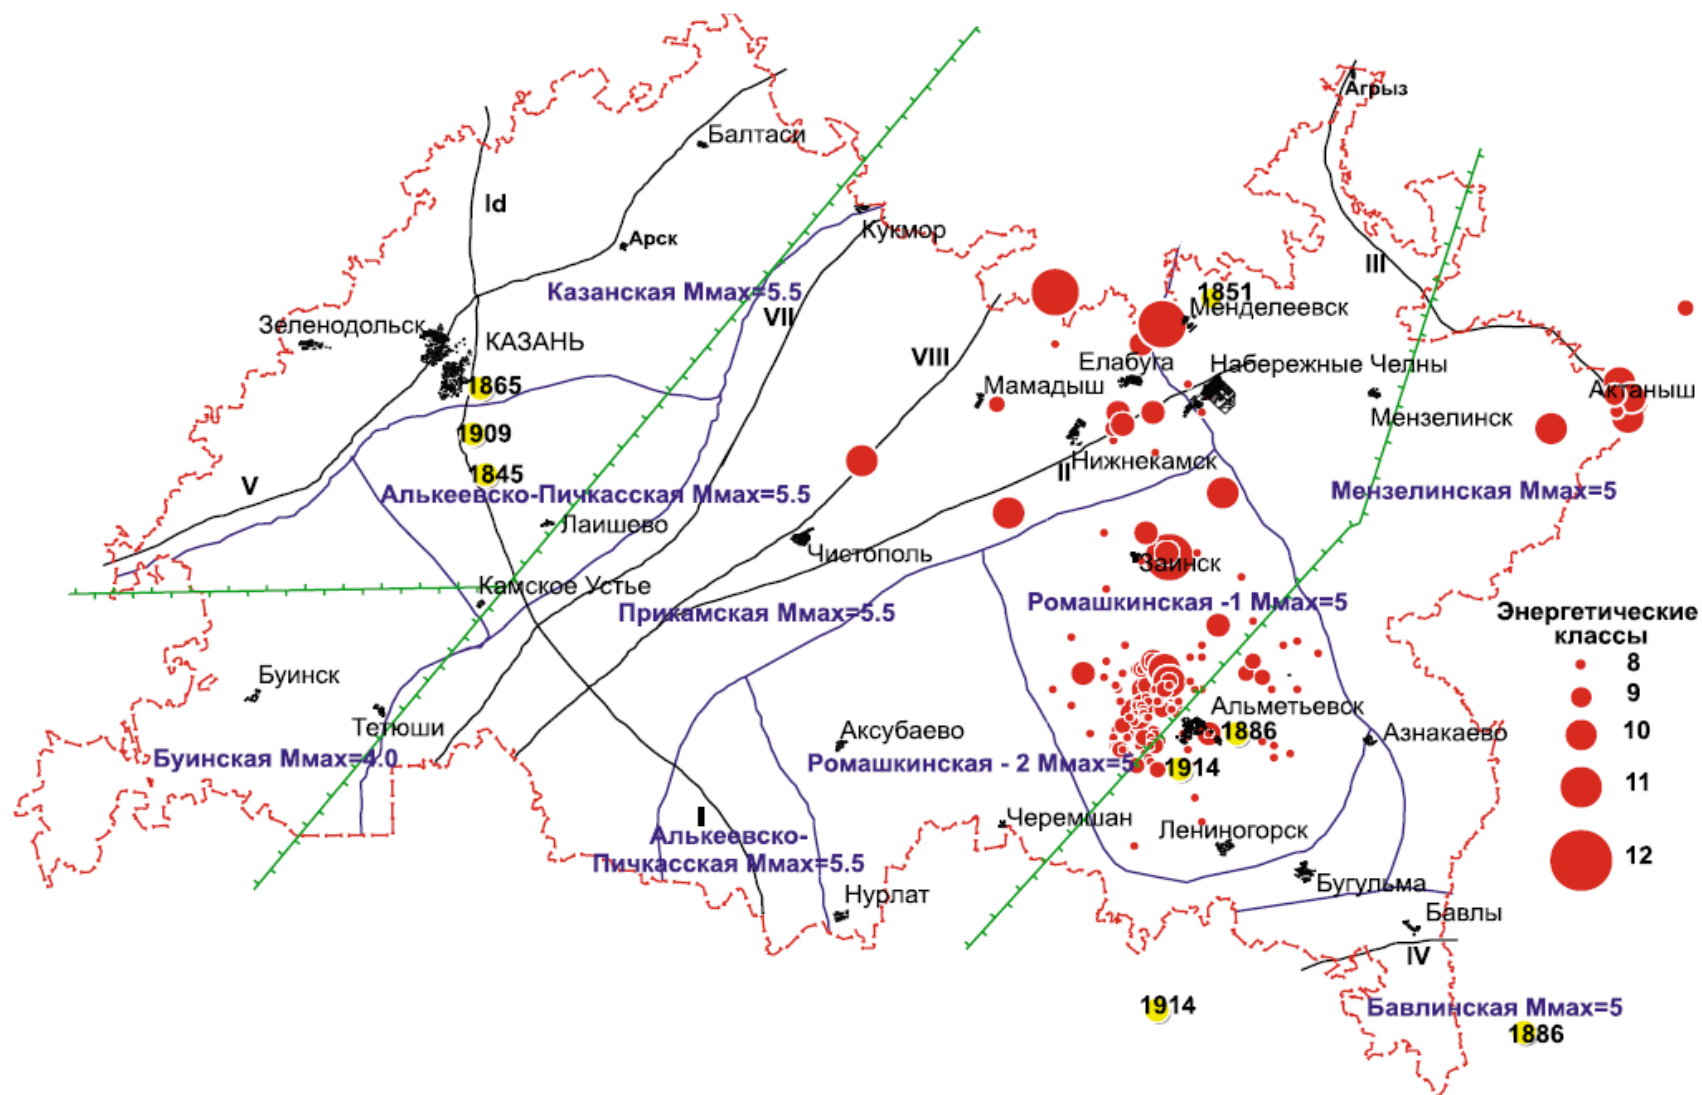 Агрыз
Балтаси
Id
Арск
Кукмор
III
Казанская Ммах=5.5
1851
Менделеевск
VII
Зеленодольск
КАЗАНЬ
VIII
Елабуга
Набережные Челны
1865
Мамадыш
Актаныш
Мензелинск
1909
1845
II
Нижнекамск
V
Алькеевско-Пичкасская Ммах=5.5
Мензелинская Ммах=5
Лаишево
Чистополь
Заинск
Камское Устье
Прикамская Ммах=5.5
Ромашкинская -1 Ммах=5
Энергетические
классы
8
9
10
11
12
Буинск
Тетюши
Аксубаево
Альметьевск
1886
Азнакаево
Буинская Ммах=4.0
Ромашкинская - 2 Ммах=5
1914
I
Черемшан
Лениногорск
Алькеевско-
Пичкасская Ммах=5.5
Нурлат
Бугульма
Бавлы
IV
1914
Бавлинская Ммах=5
1886